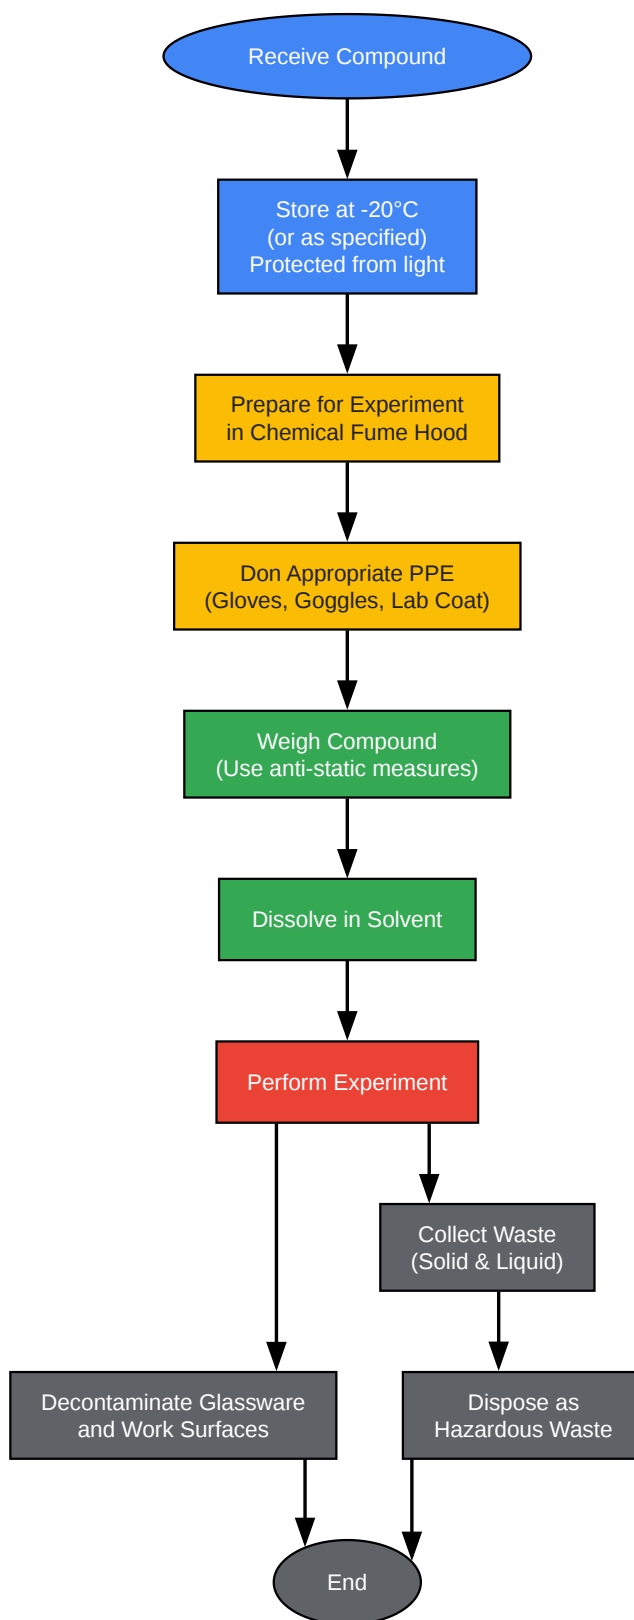 Receive Compound
Store at -20°C
(or as specified)
Protected from light
Prepare for Experiment
in Chemical Fume Hood
Don Appropriate PPE
(Gloves, Goggles, Lab Coat)
Weigh Compound
(Use anti-static measures)
Dissolve in Solvent
Perform Experiment
Collect Waste
(Solid & Liquid)
Decontaminate Glassware
and Work Surfaces
Dispose as
Hazardous Waste
End